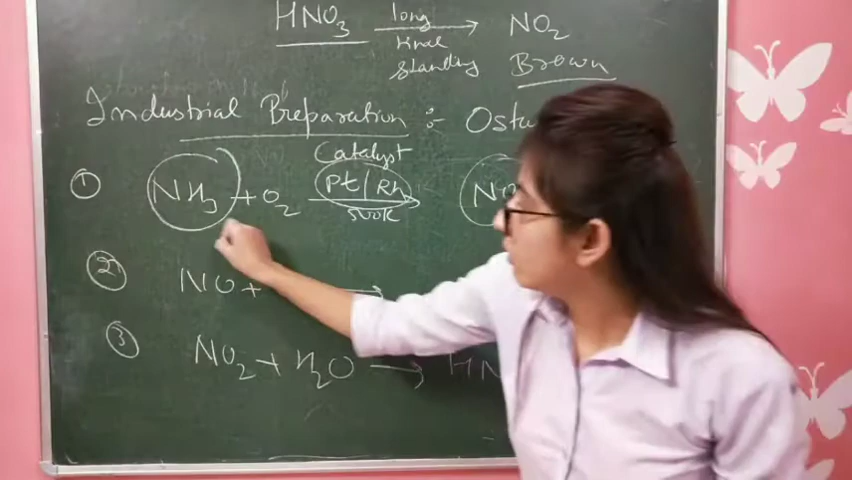 HNO3 long ⟶ NO2
time
standing Brown
Industrial Preparation :-
Catalyst
① NH3 + O2 Pt/Rh ⟶ NO
500K
② NO + ⟶
③ NO2 + H2O ⟶ HN